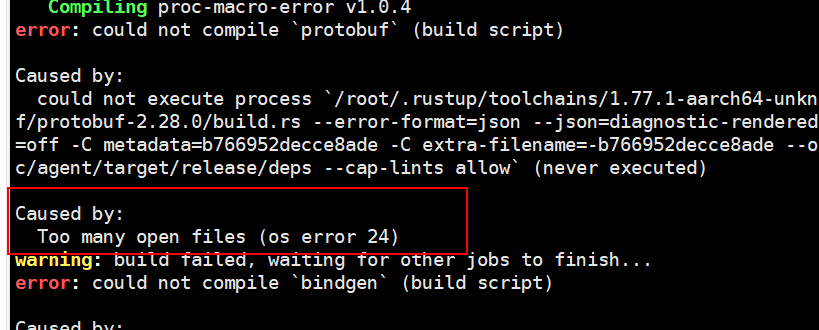 Compiling proc-macro-error v1.0.4
error: could not compile `protobuf` (build script)
Caused by:
could not execute process `/root/.rustup/toolchains/1.77.1-aarch64-unkn
f/protobuf-2.28.0/build.rs --error-format=json --json=diagnostic-rendered
=off -C metadata=b766952decce8ade -C extra-filename=-b766952decce8ade --o
c/agent/target/release/deps --cap-lints allow` (never executed)
Caused by:
Too many open files (os error 24)
warning: build failed, waiting for other jobs to finish...
error: could not compile `bindgen` (build script)
Caused by: